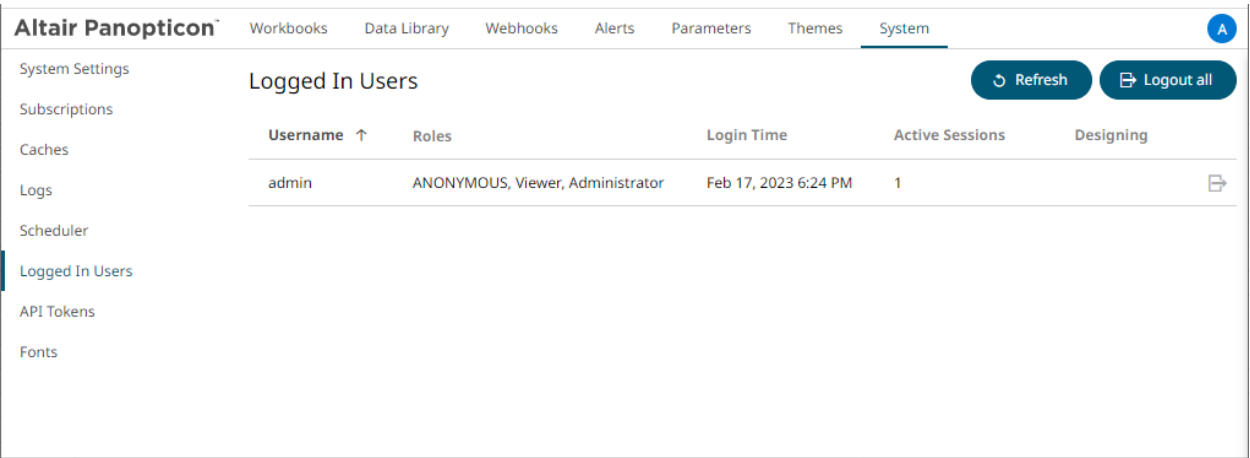 Altair Panopticon™ Workbooks Data Library Webhooks Alerts Parameters Themes System A
System Settings
Subscriptions
Caches
Logs
Scheduler
Logged In Users
API Tokens
Fonts
Logged In Users Refresh Logout all
Username ↑ Roles Login Time Active Sessions Designing
admin ANONYMOUS, Viewer, Administrator Feb 17, 2023 6:24 PM 1